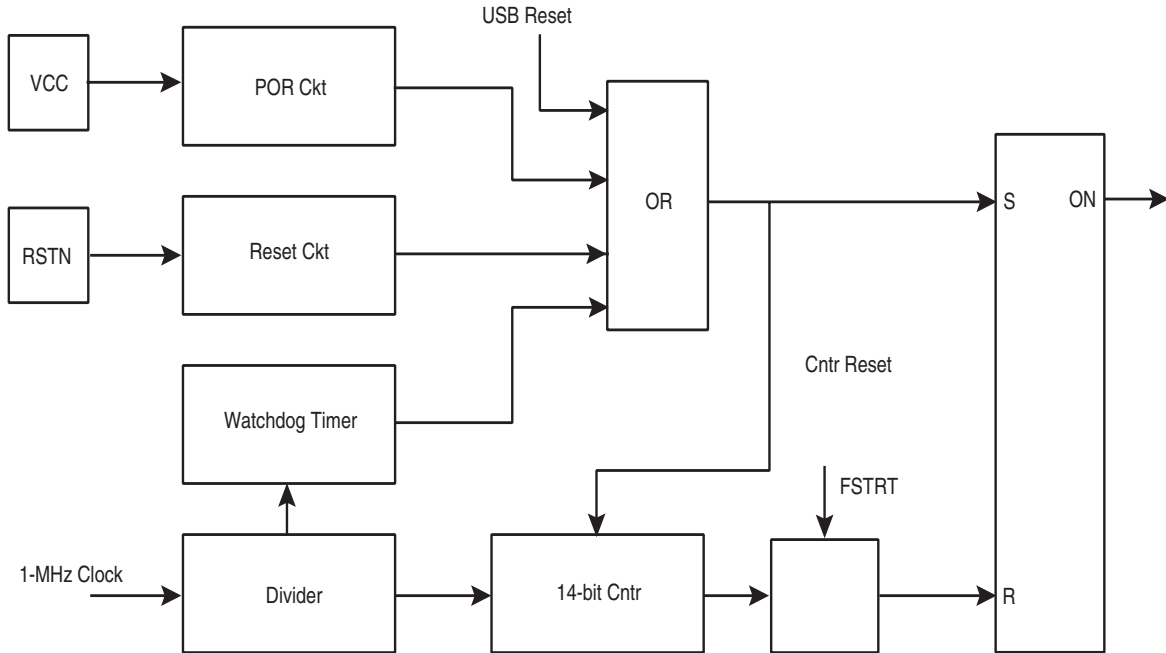 USB Reset
VCC
POR Ckt
OR
S
ON
RSTN
Reset Ckt
Cntr Reset
Watchdog Timer
FSTRT
1-MHz Clock
Divider
14-bit Cntr
R